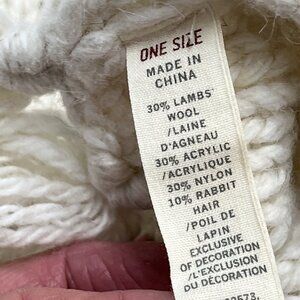 ONE SIZE
MADE IN
CHINA
30% LAMBS'
WOOL
/LAINE
D'AGNEAU
30% ACRYLIC
/ACRYLIQUE
30% NYLON
10% RABBIT
HAIR
/POIL DE
LAPIN
EXCLUSIVE
OF DECORATION
/L'EXCLUSION
DU DÉCORATION